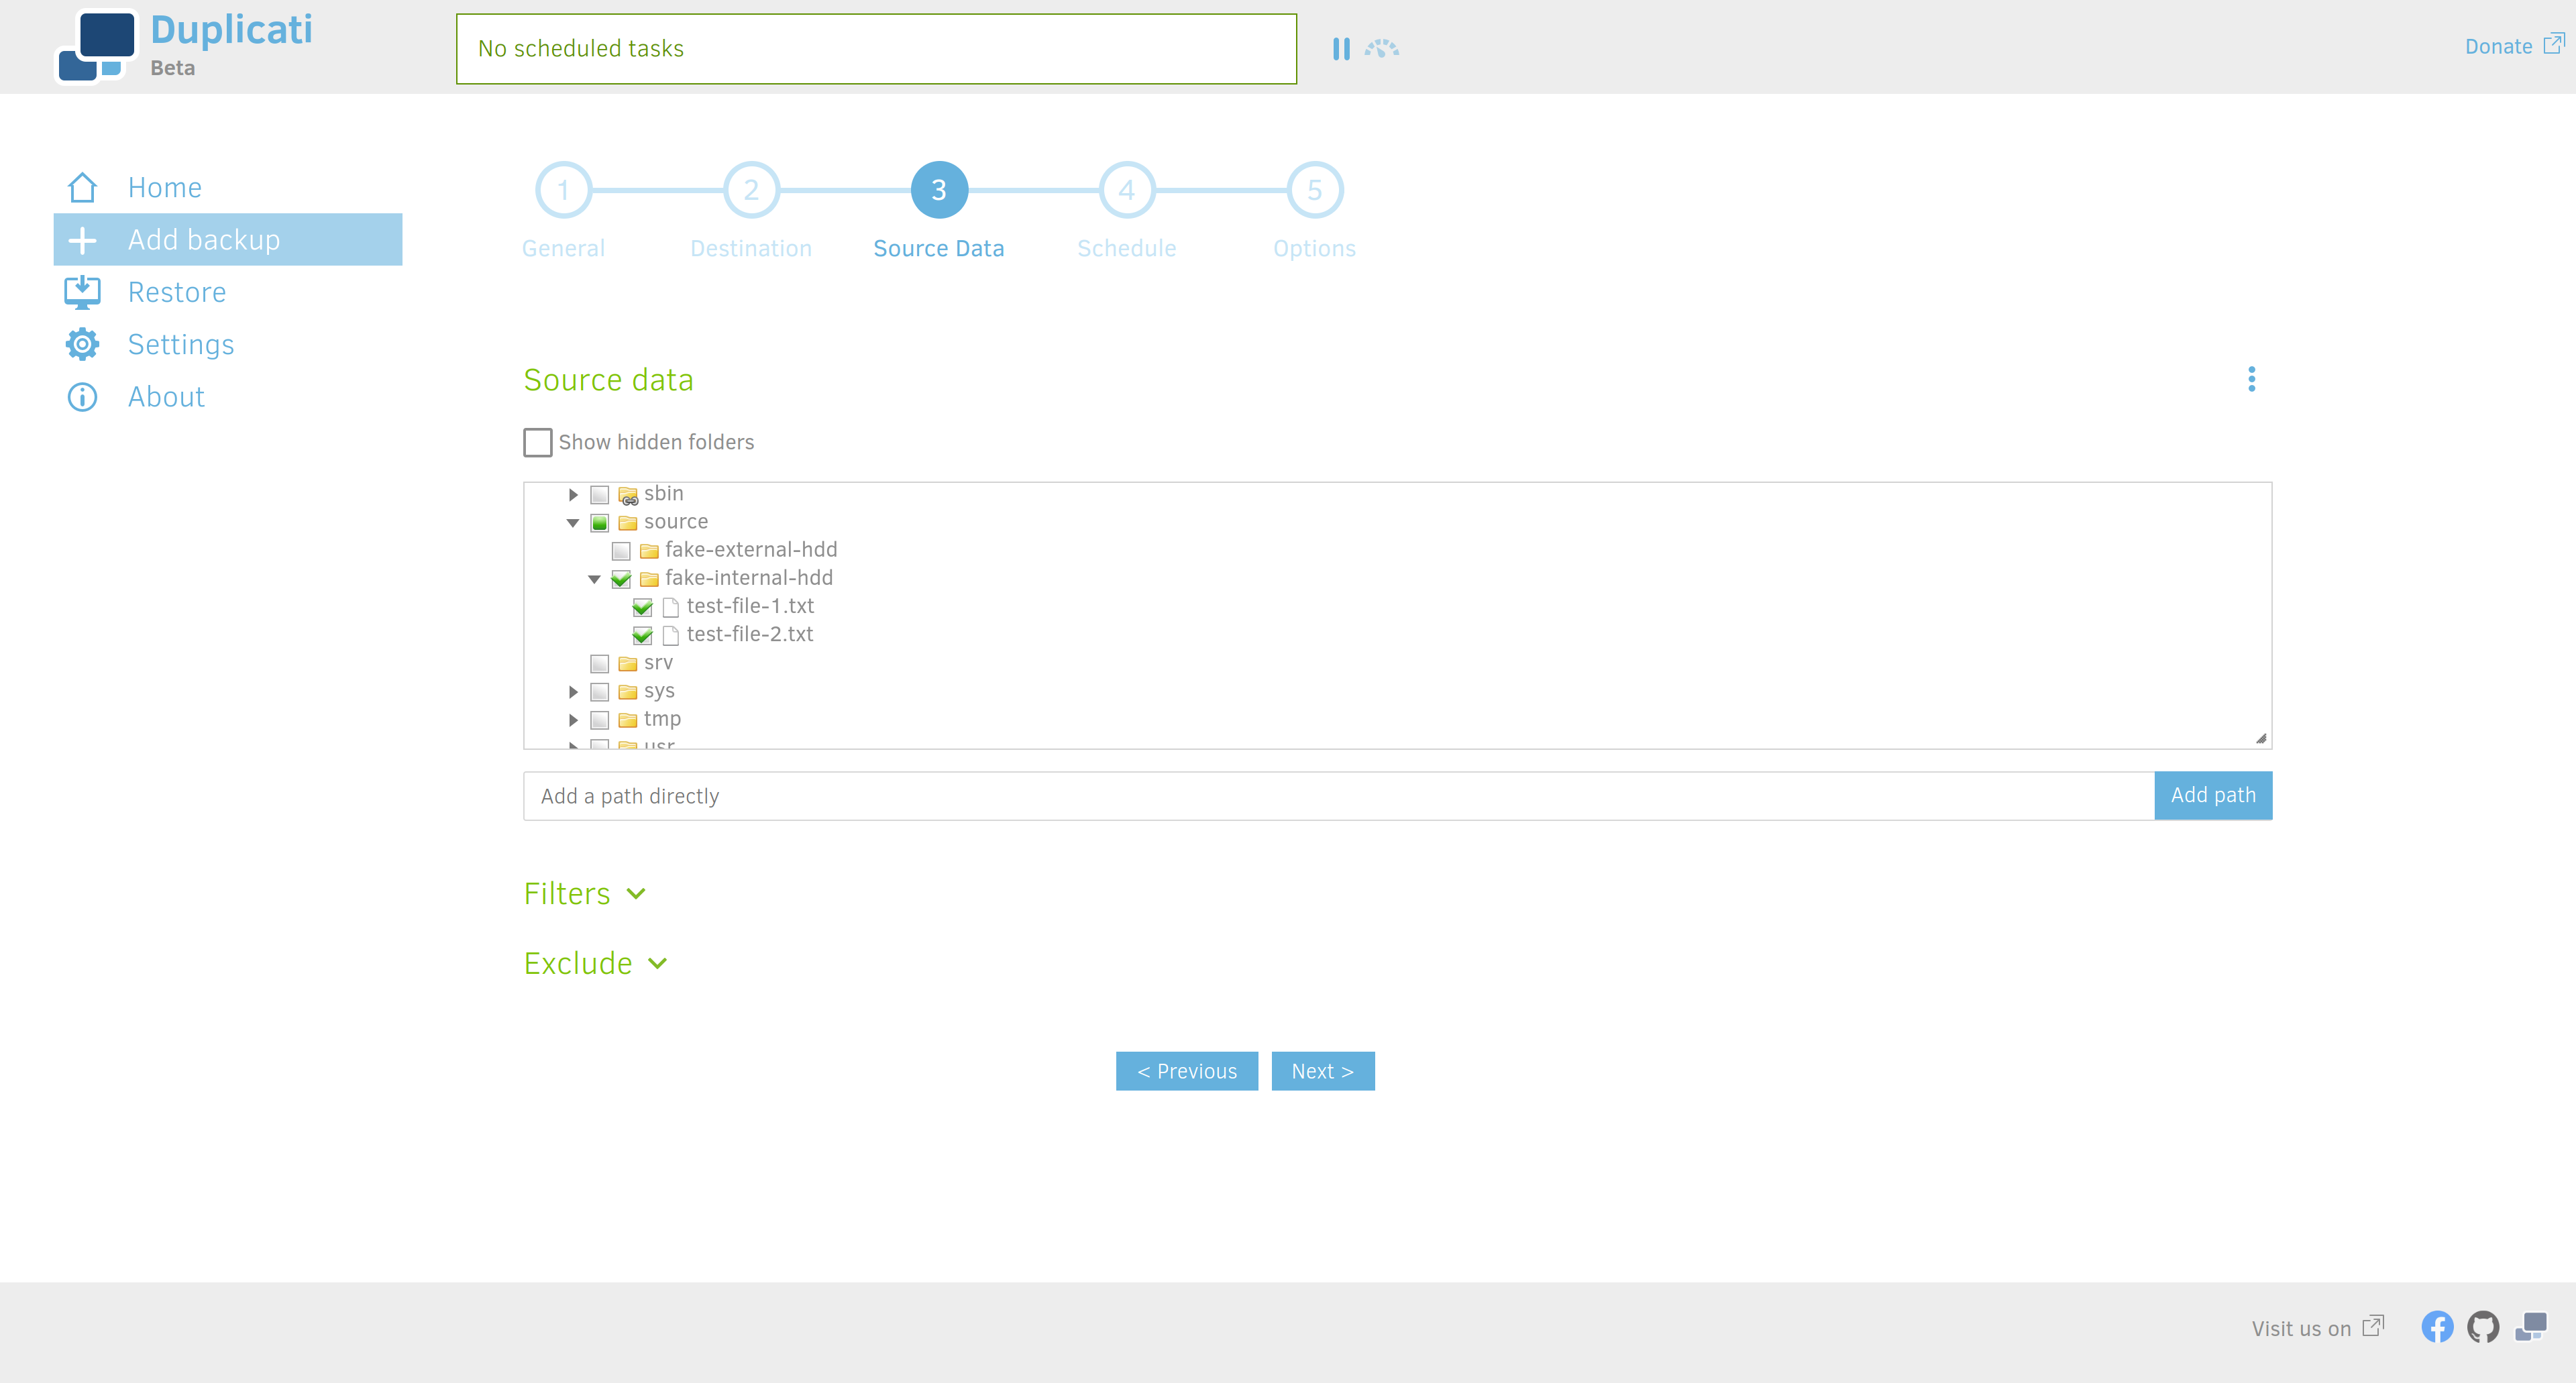 Duplicati
Beta
No scheduled tasks
Donate
Home
Add backup
Restore
Settings
About
1
2
3
4
5
General
Destination
Source Data
Schedule
Options
Source data
Show hidden folders
sbin
source
fake-external-hdd
fake-internal-hdd
test-file-1.txt
test-file-2.txt
srv
sys
tmp
usr
Add a path directly
Add path
Filters
Exclude
< Previous
Next >
Visit us on